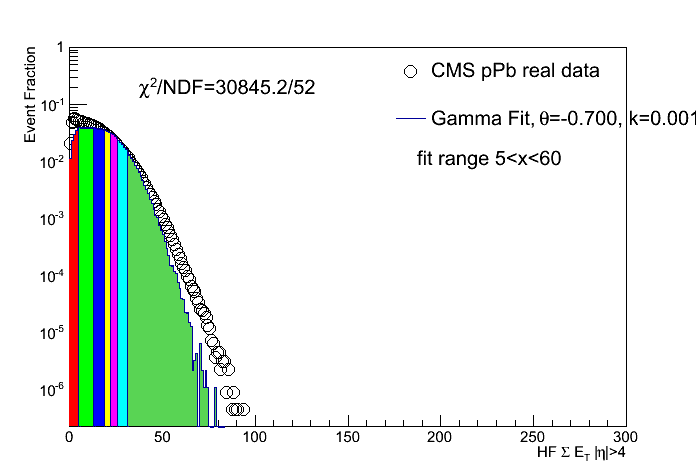 1
10-1
10-2
10-3
10-4
10-5
10-6
Event Fraction
χ2/NDF=30845.2/52
CMS pPb real data
Gamma Fit, θ=-0.700, k=0.001
fit range 5<x<60
0 50 100 150 200 250 300
HF Σ ET |η|>4